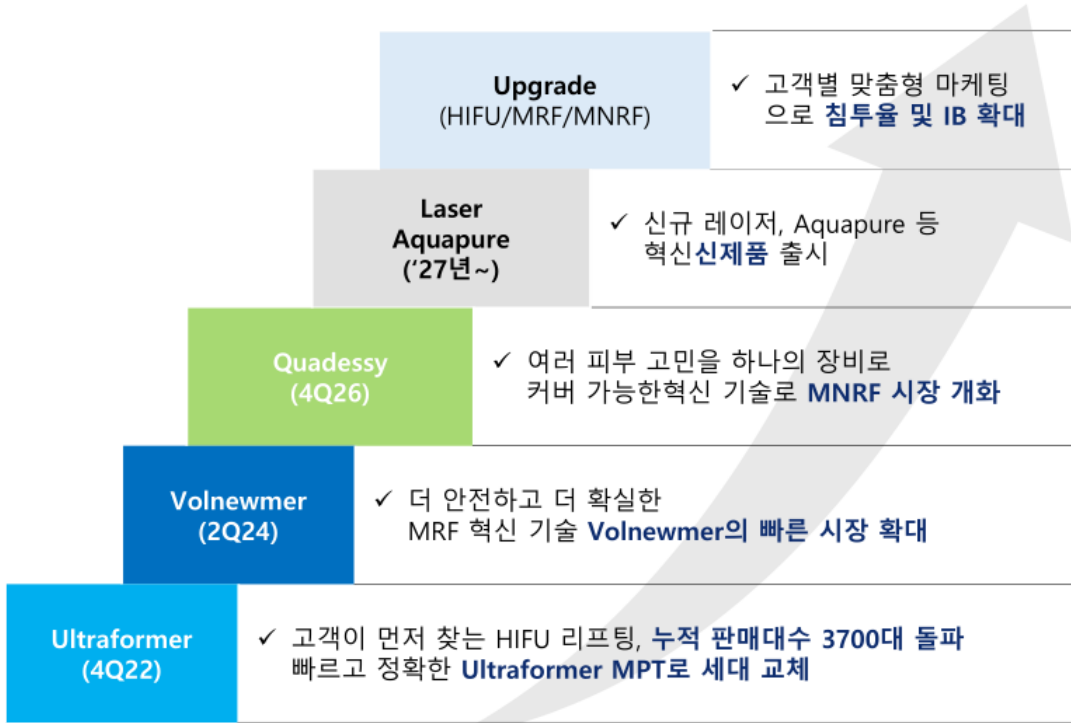 Upgrade
(HIFU/MRF/MNRF)
✓ 고객별 맞춤형 마케팅
으로 침투율 및 IB 확대
Laser
Aquapure
(‘27년~)
✓ 신규 레이저, Aquapure 등
혁신신제품 출시
Quadessy
(4Q26)
✓ 여러 피부 고민을 하나의 장비로
커버 가능한혁신 기술로 MNRF 시장 개화
Volnewmer
(2Q24)
✓ 더 안전하고 더 확실한
MRF 혁신 기술 Volnewmer의 빠른 시장 확대
Ultraformer
(4Q22)
✓ 고객이 먼저 찾는 HIFU 리프팅, 누적 판매대수 3700대 돌파
빠르고 정확한 Ultraformer MPT로 세대 교체